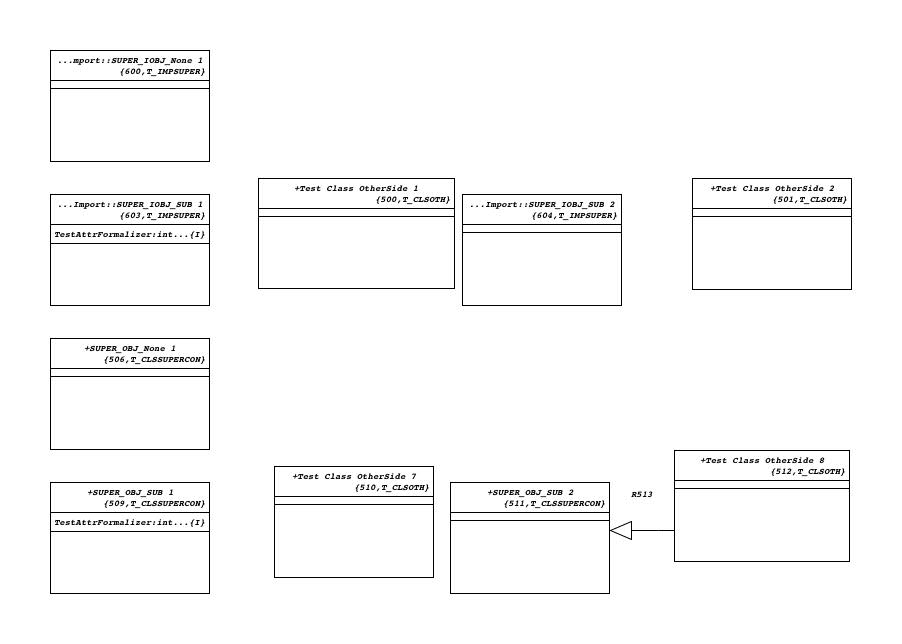 ...mport::SUPER_IOBJ_None 1
{600,T_IMPSUPER}
+Test Class OtherSide 1
{500,T_CLSOTH}
+Test Class OtherSide 2
{501,T_CLSOTH}
...Import::SUPER_IOBJ_SUB 1
{603,T_IMPSUPER}
TestAttrFormalizer:int...{I}
...Import::SUPER_IOBJ_SUB 2
{604,T_IMPSUPER}
+SUPER_OBJ_None 1
{506,T_CLSSUPERCON}
+Test Class OtherSide 8
{512,T_CLSOTH}
+Test Class OtherSide 7
{510,T_CLSOTH}
+SUPER_OBJ_SUB 1
{509,T_CLSSUPERCON}
TestAttrFormalizer:int...{I}
+SUPER_OBJ_SUB 2
{511,T_CLSSUPERCON}
R513